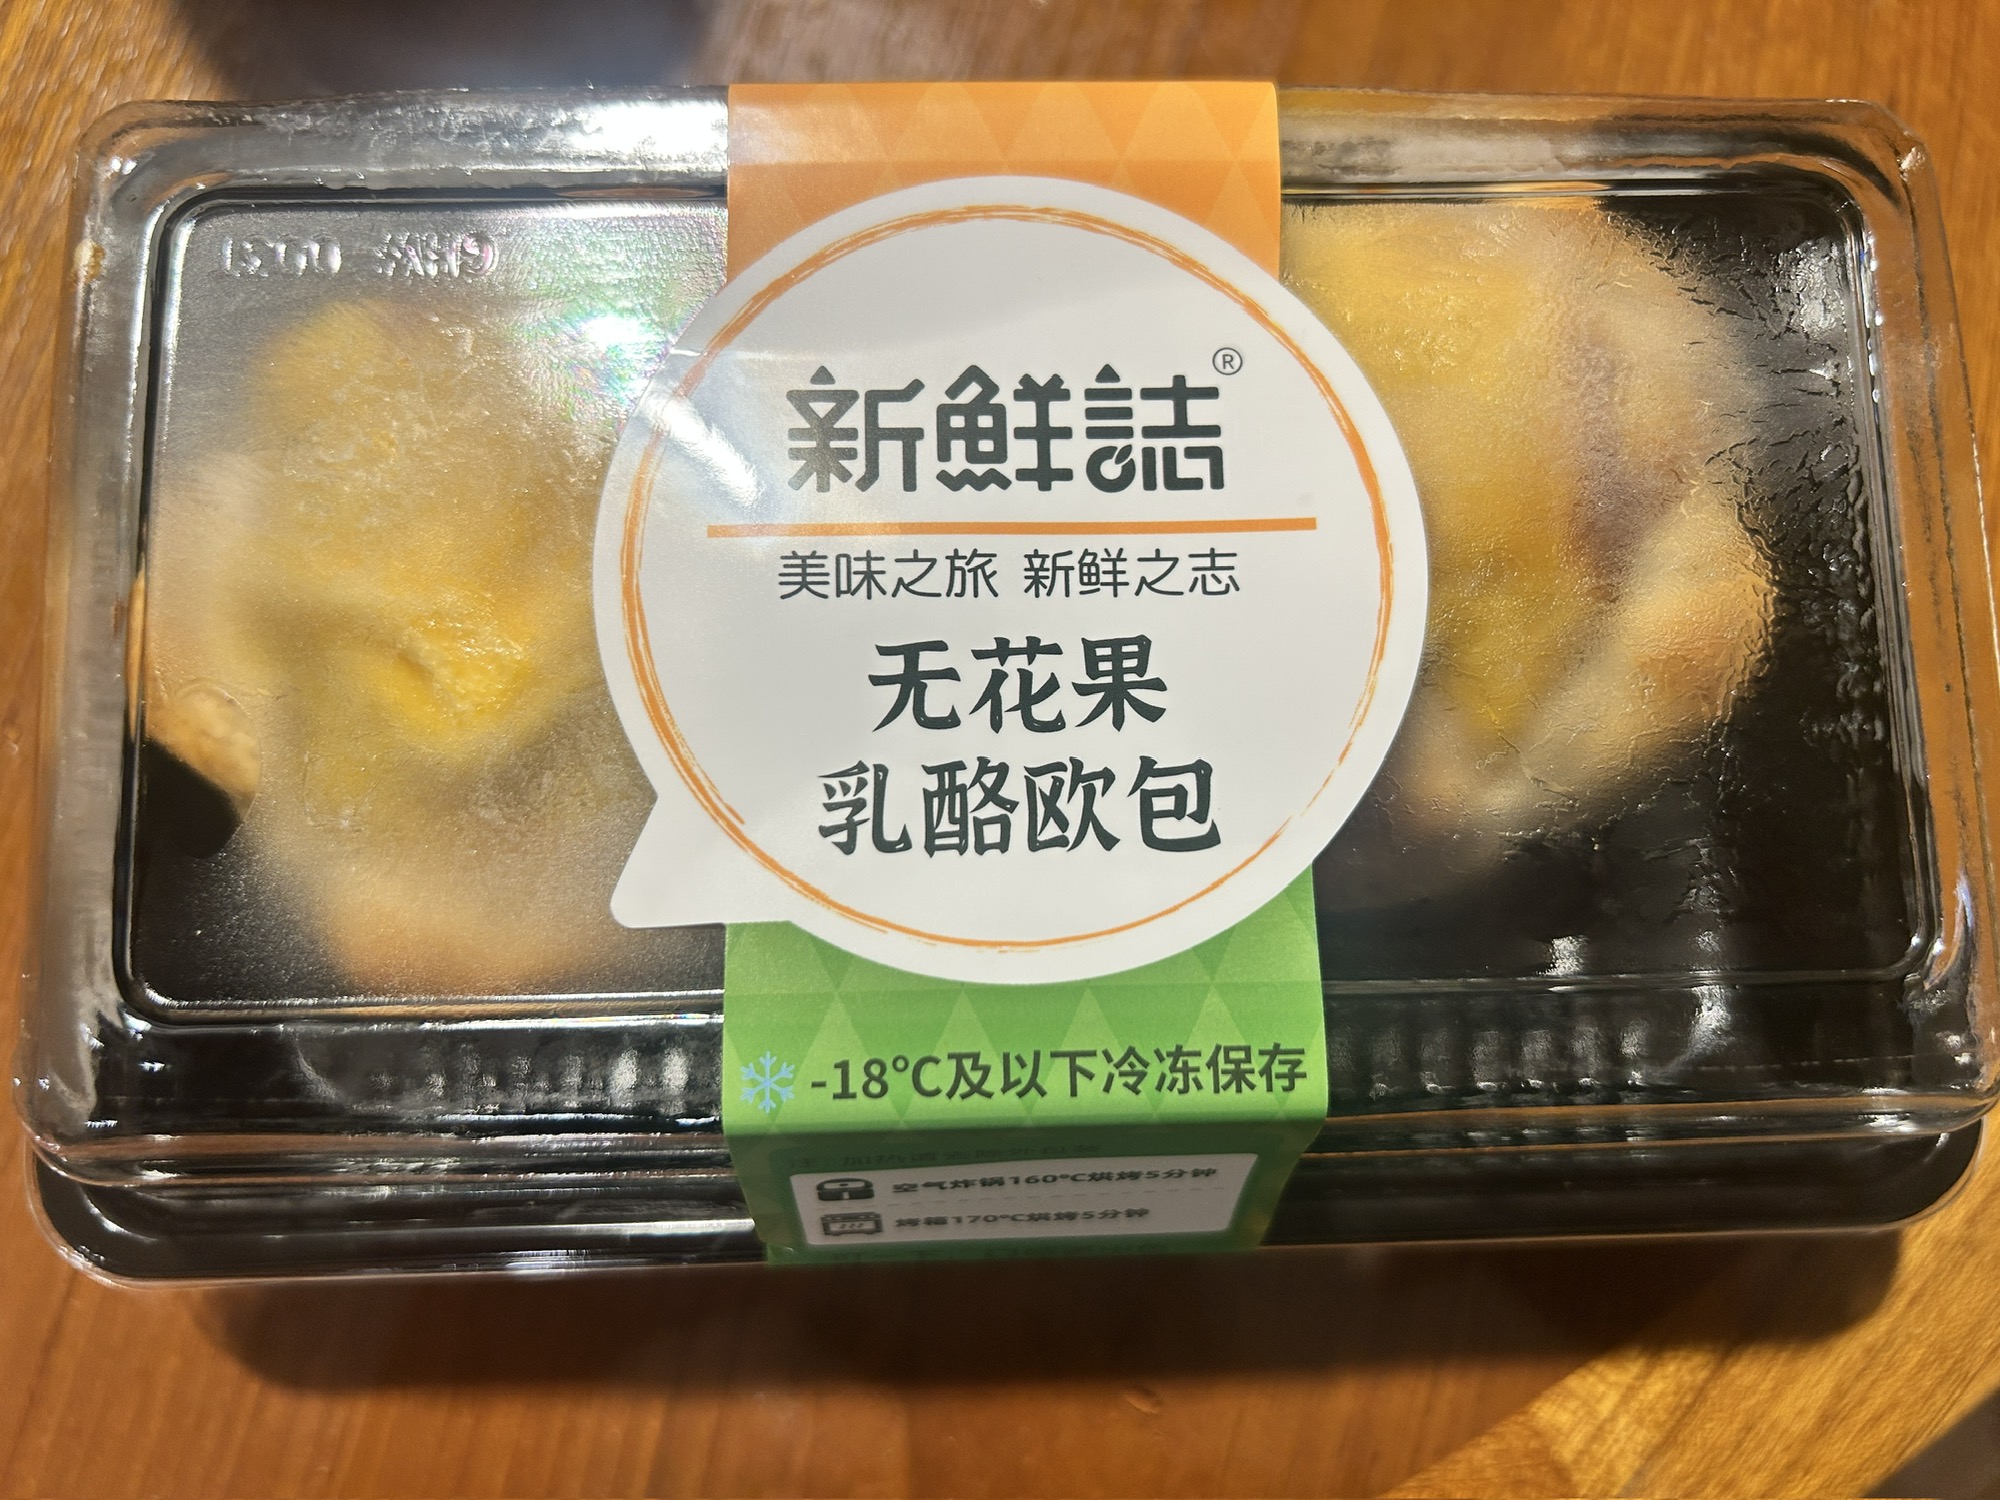 新鮮誌®
美味之旅 新鲜之志
无花果
乳酪欧包
-18℃及以下冷冻保存
空气炸锅160℃烘烤5分钟
烤箱170℃烘烤5分钟